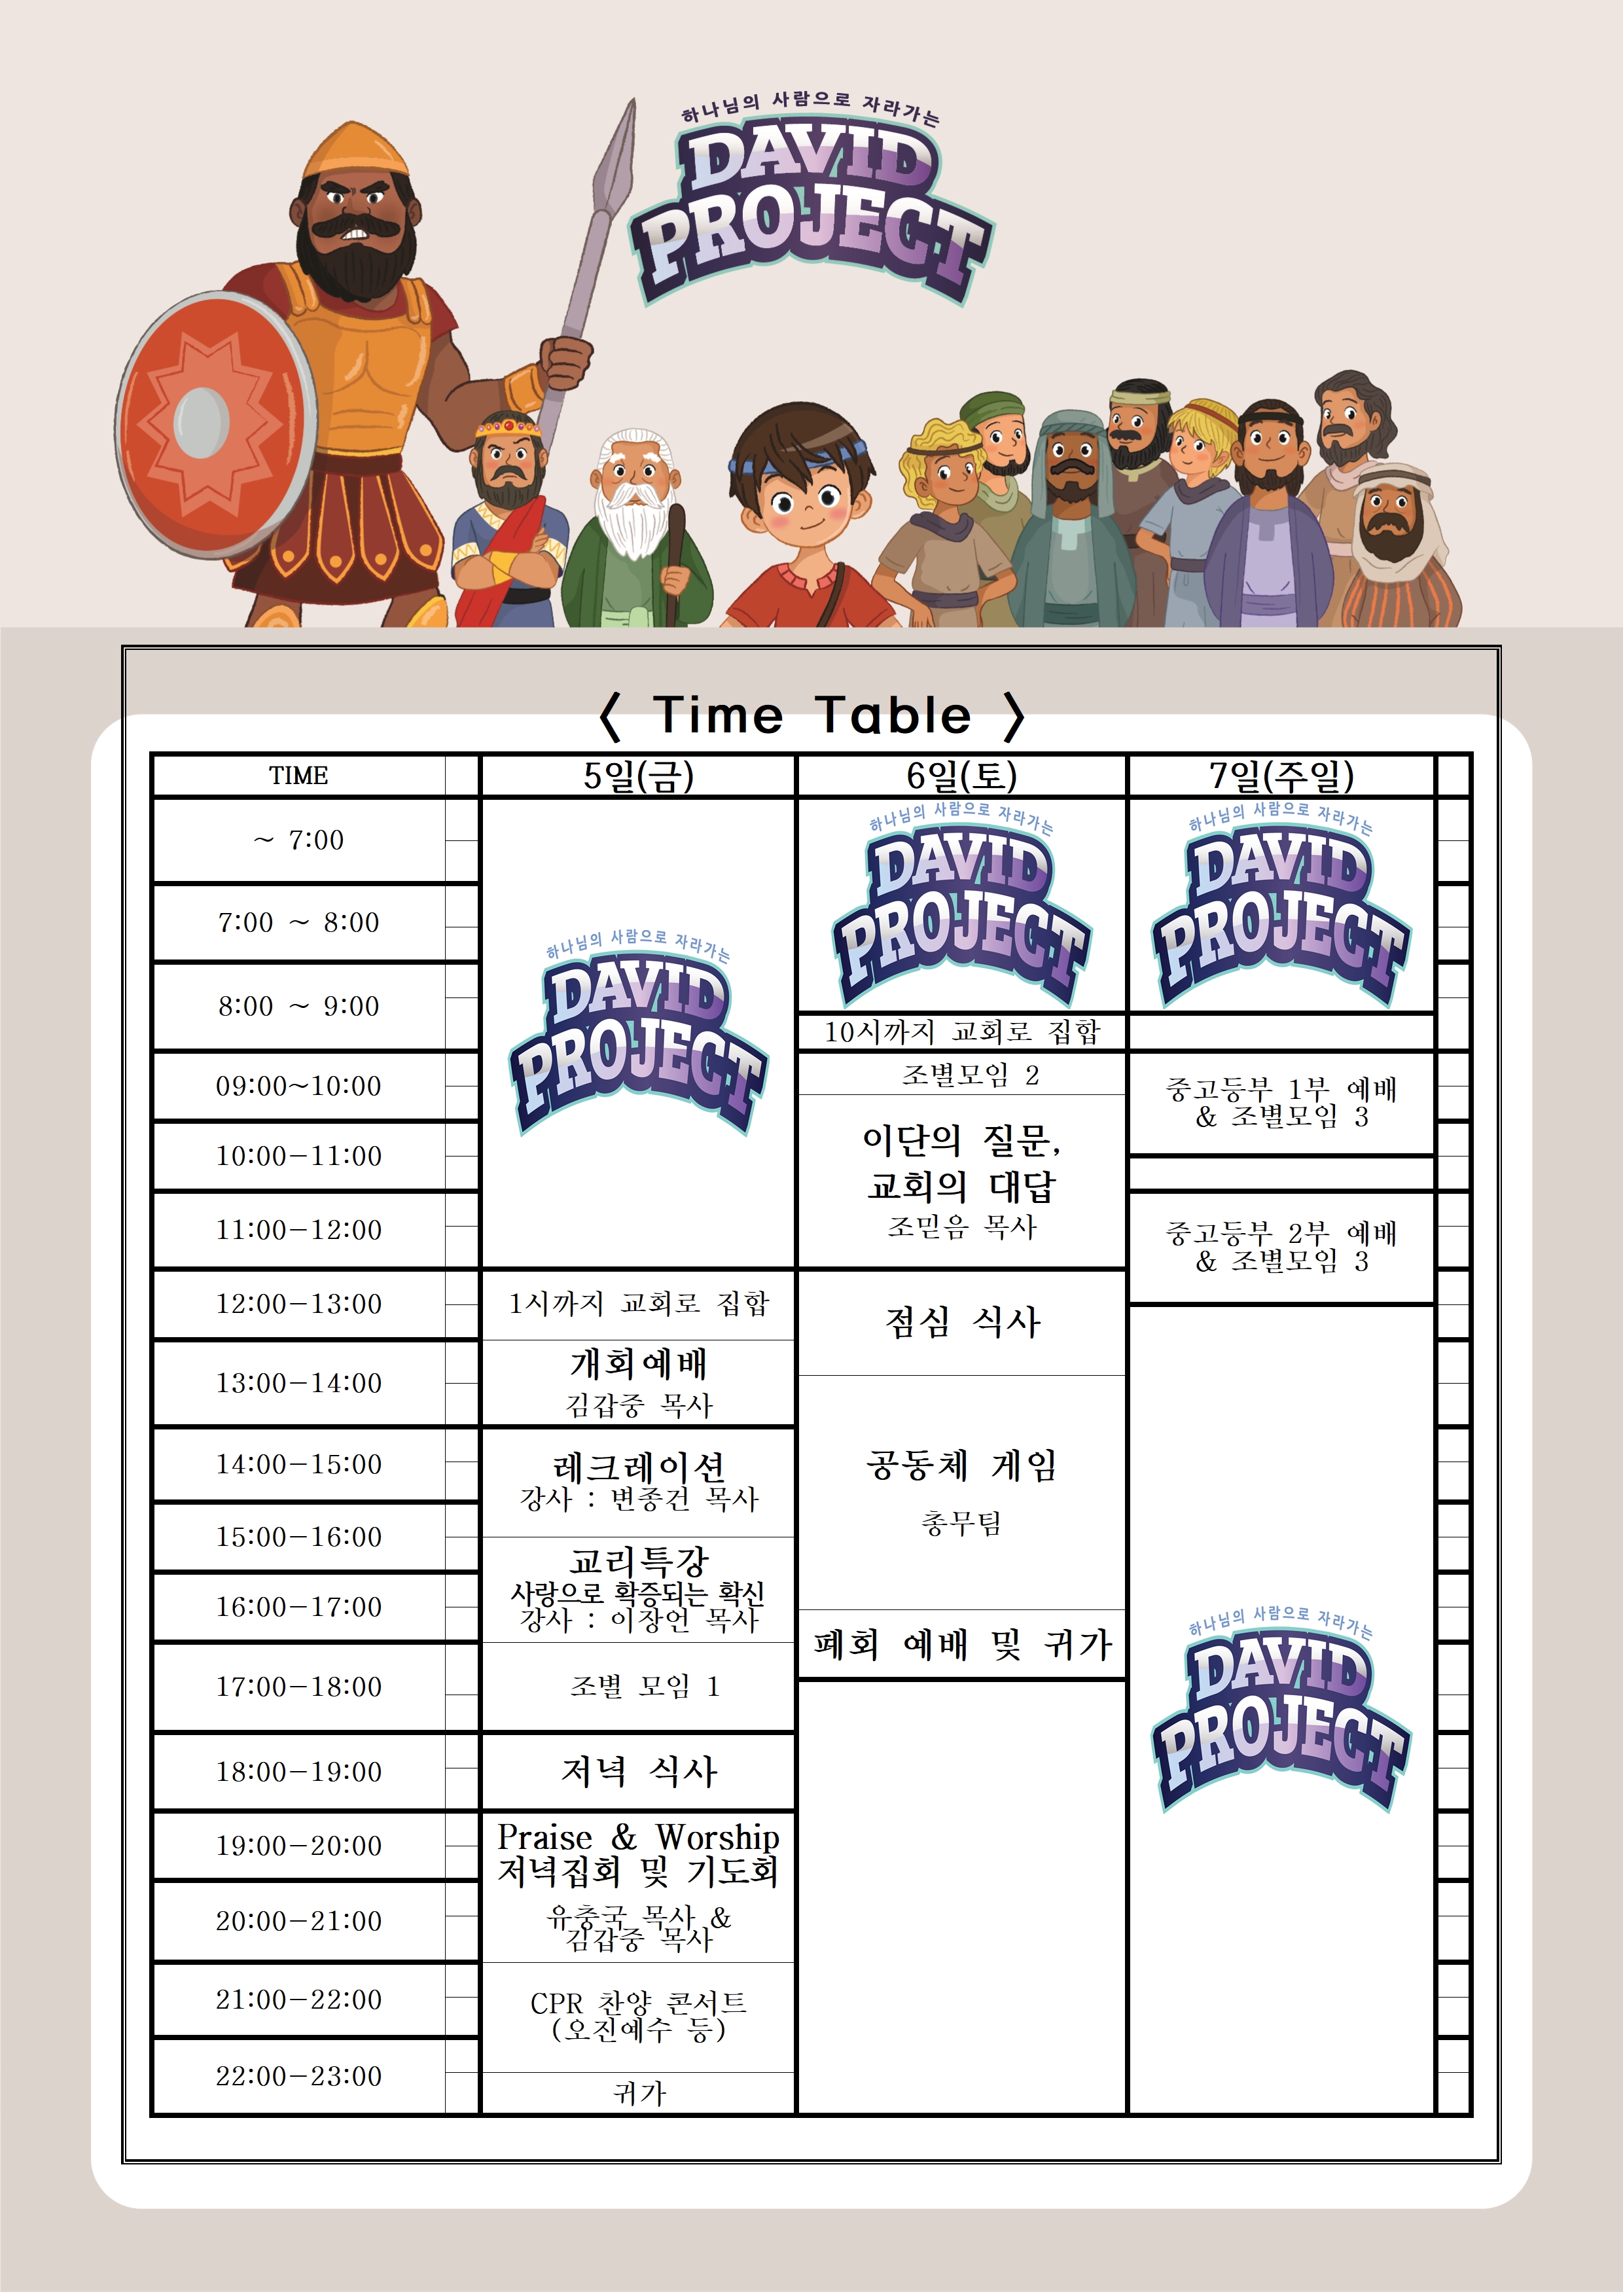 하나님의 사람으로 자라가는
DAVID
PROJECT
〈 Time Table 〉
TIME
5일(금)
6일(토)
7일(주일)
~ 7:00
7:00 ~ 8:00
8:00 ~ 9:00
09:00~10:00
10:00-11:00
11:00-12:00
12:00-13:00
13:00-14:00
14:00-15:00
15:00-16:00
16:00-17:00
17:00-18:00
18:00-19:00
19:00-20:00
20:00-21:00
21:00-22:00
22:00-23:00
하나님의 사람으로 자라가는
DAVID
PROJECT
1시까지 교회로 집합
개회예배
김갑중 목사
레크레이션
강사 : 변종건 목사
교리특강
사랑으로 확증되는 확신
강사 : 이장언 목사
조별 모임 1
저녁 식사
Praise & Worship
저녁집회 및 기도회
유충국 목사 &
김갑중 목사
CPR 찬양 콘서트
(오진예수 등)
귀가
하나님의 사람으로 자라가는
DAVID
PROJECT
10시까지 교회로 집합
조별모임 2
이단의 질문,
교회의 대답
조믿음 목사
점심 식사
공동체 게임
총무팀
폐회 예배 및 귀가
하나님의 사람으로 자라가는
DAVID
PROJECT
중고등부 1부 예배
& 조별모임 3
중고등부 2부 예배
& 조별모임 3
하나님의 사람으로 자라가는
DAVID
PROJECT